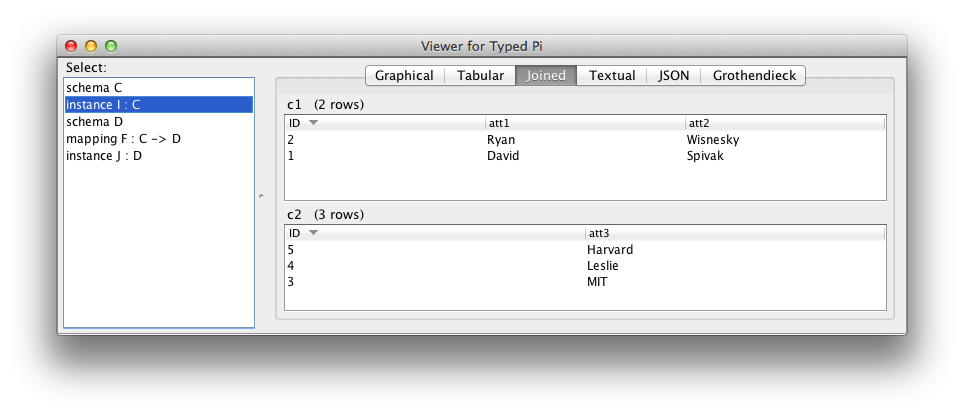 Viewer for Typed Pi
Select:
schema C
instance I : C
schema D
mapping F : C -> D
instance J : D
Graphical Tabular Joined Textual JSON Grothendieck
c1 (2 rows)
ID att1 att2
2 Ryan Wisnesky
1 David Spivak
c2 (3 rows)
ID att3
5 Harvard
4 Leslie
3 MIT